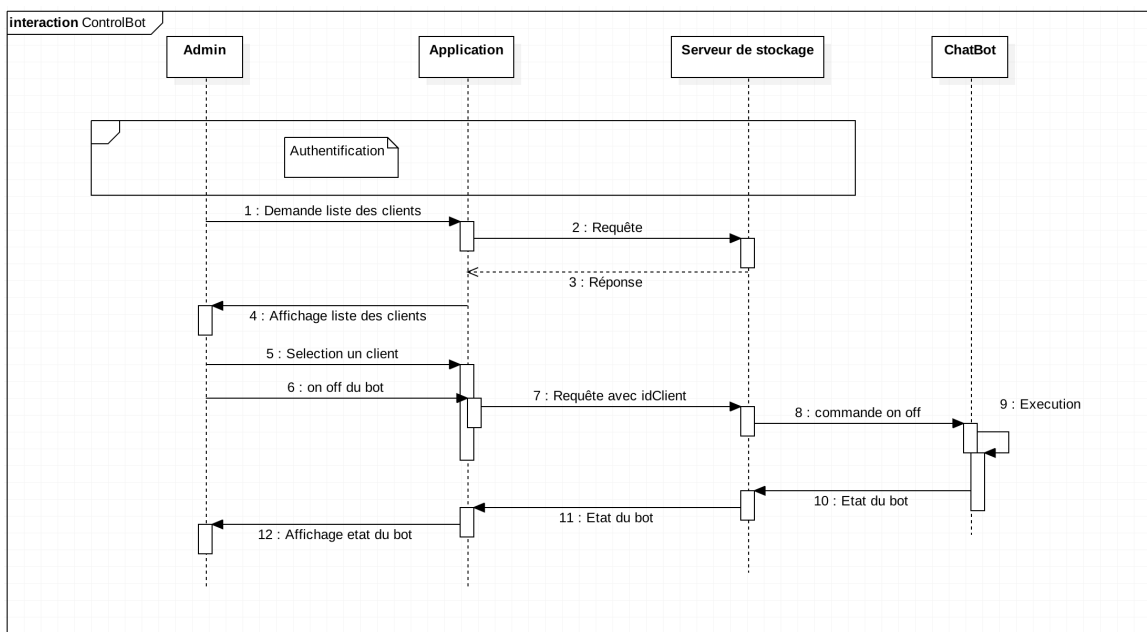 interaction ControlBot
Admin
Application
Serveur de stockage
ChatBot
Authentification
1 : Demande liste des clients
2 : Requête
3 : Réponse
4 : Affichage liste des clients
5 : Selection un client
6 : on off du bot
7 : Requête avec idClient
8 : commande on off
9 : Execution
10 : Etat du bot
11 : Etat du bot
12 : Affichage etat du bot